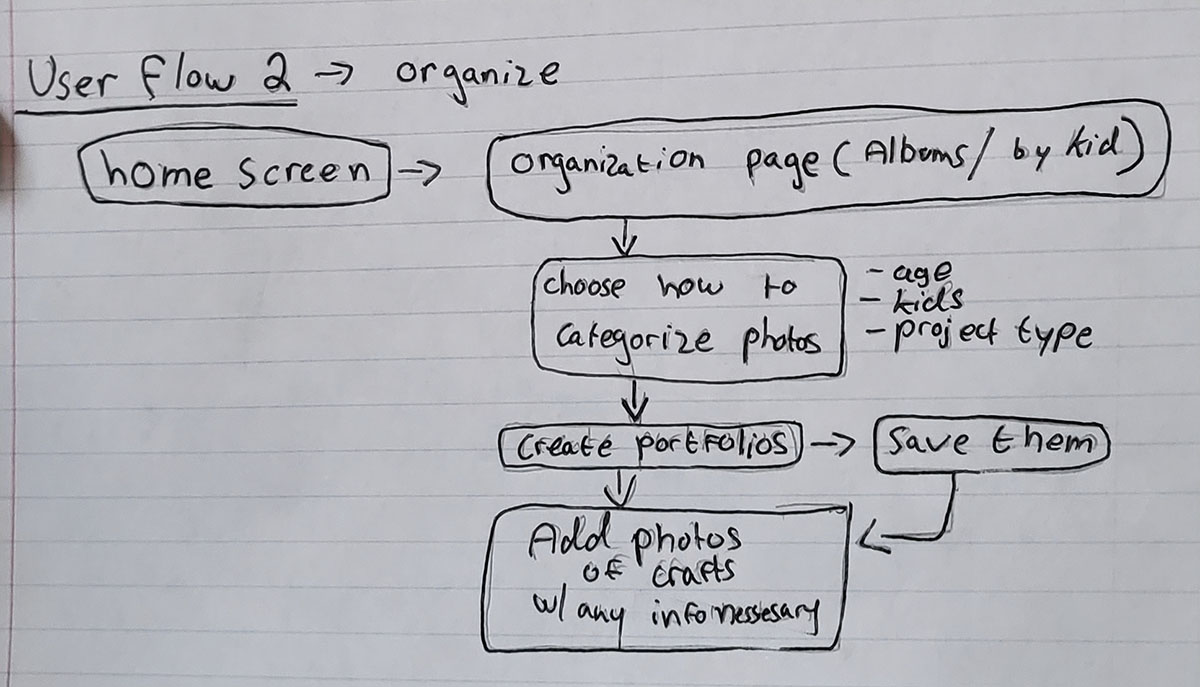 User flow 2 → organize
home screen → organization page (Albums/ by kid)
choose how to
categorize photos
- age
- kids
- project type
create portfolios → save them
Add photos
of crafts
w/ any info nessesary